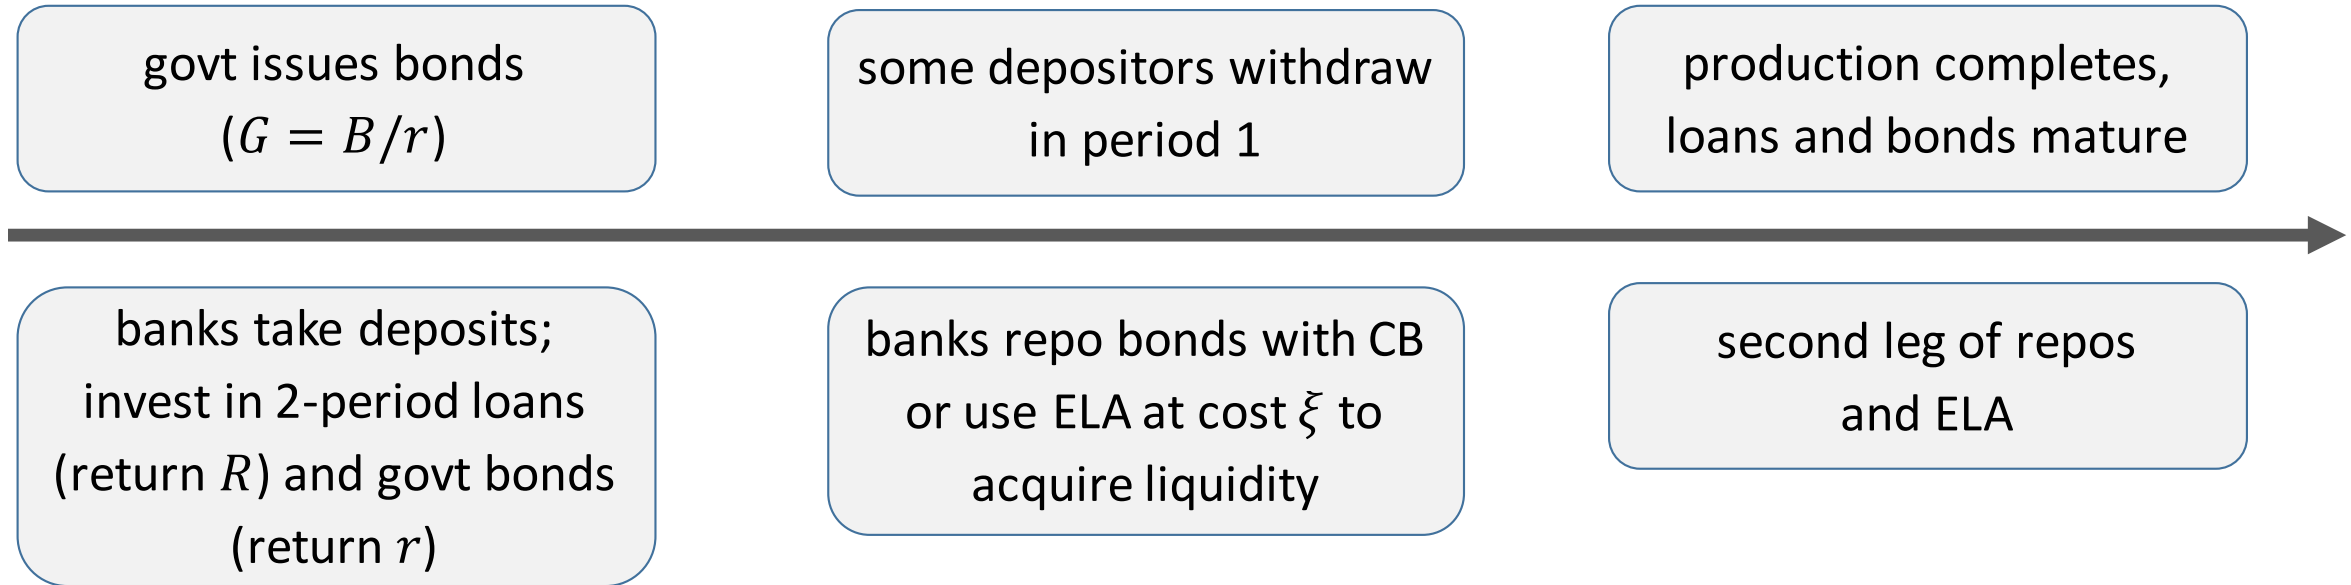 govt issues bonds
(G = B/r)
some depositors withdraw
in period 1
production completes,
loans and bonds mature
banks take deposits;
invest in 2-period loans
(return R) and govt bonds
(return r)
banks repo bonds with CB
or use ELA at cost ξ to
acquire liquidity
second leg of repos
and ELA